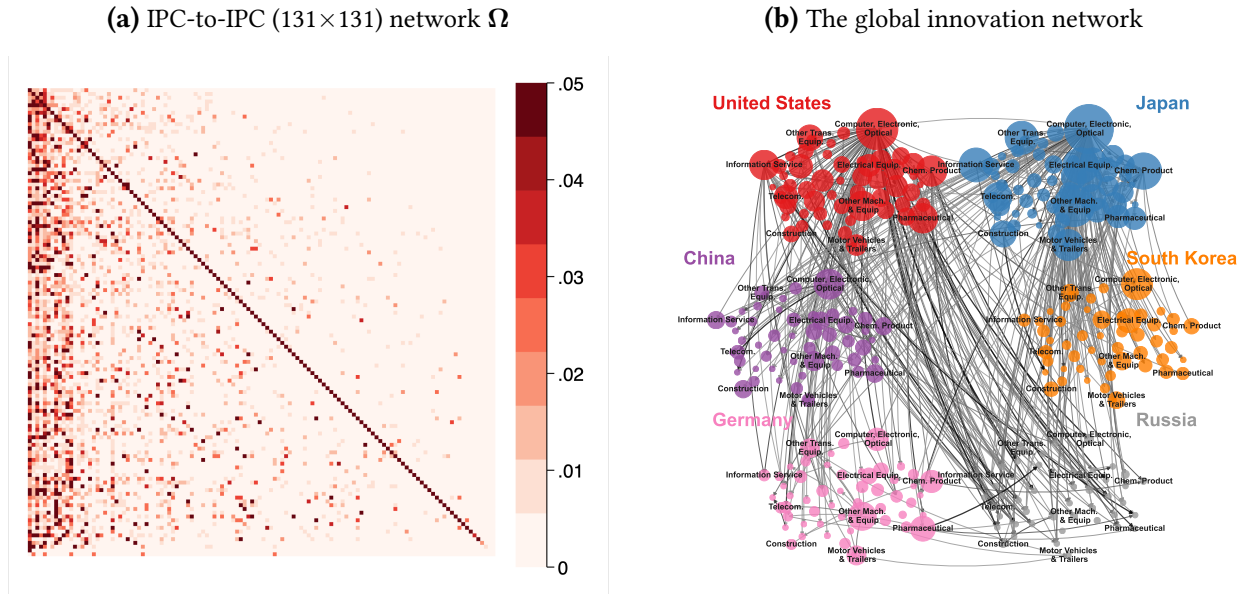 (a) IPC-to-IPC (131×131) network Ω
.05
.04
.03
.02
.01
0
(b) The global innovation network
United States
Computer, Electronic,
Optical
Other Trans.
Equip.
Information Service
Electrical Equip.
Chem. Product
Telecom.
Other Mach.
& Equip
Pharmaceutical
Construction
Motor Vehicles
& Trailers
Japan
Computer, Electronic,
Optical
Other Trans.
Equip.
Information Service
Electrical Equip.
Chem. Product
Telecom.
Other Mach.
& Equip
Pharmaceutical
Construction
Motor Vehicles
& Trailers
China
Computer, Electronic,
Optical
Other Trans.
Equip.
Information Service
Electrical Equip.
Chem. Product
Telecom.
Other Mach.
& Equip
Pharmaceutical
Construction
Motor Vehicles
& Trailers
South Korea
Computer, Electronic,
Optical
Other Trans.
Equip.
Information Service
Electrical Equip.
Chem. Product
Telecom.
Other Mach.
& Equip
Pharmaceutical
Construction
Motor Vehicles
& Trailers
Germany
Computer, Electronic,
Optical
Other Trans.
Equip.
Information Service
Electrical Equip.
Chem. Product
Telecom.
Other Mach.
& Equip
Pharmaceutical
Construction
Motor Vehicles
& Trailers
Russia
Computer, Electronic,
Optical
Other Trans.
Equip.
Information Service
Electrical Equip.
Chem. Product
Telecom.
Other Mach.
& Equip
Pharmaceutical
Construction
Motor Vehicles
& Trailers